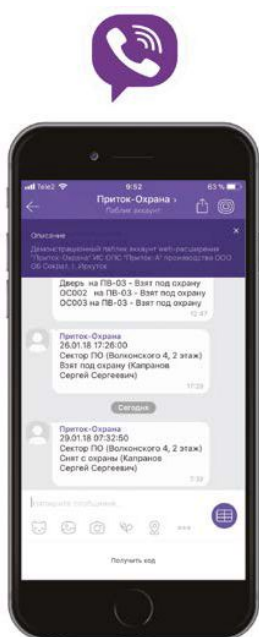 Tele2 9:52 63 %
Приток-Охрана ›
Паблик аккаунт
Описание
Демонстрационный паблик аккаунт web-расширения
"Приток-Охрана" ИС ОПС "Приток-А" производства ООО
ОБ Сократ, г. Иркутск
Дверь на ПВ-03 - Взят под охрану
ОС002 на ПВ-03 - Взят под охрану
ОС003 на ПВ-03 - Взят под охрану
12:47
Приток-Охрана
26.01.18 17:26:00
Сектор ПО (Волконского 4, 2 этаж)
Взят под охрану (Капранов
Сергей Сергеевич)
17:29
Сегодня
Приток-Охрана
29.01.18 07:32:50
Сектор ПО (Волконского 4, 2 этаж)
Снят с охраны (Капранов
Сергей Сергеевич)
Напишите сообщение...
Получить код